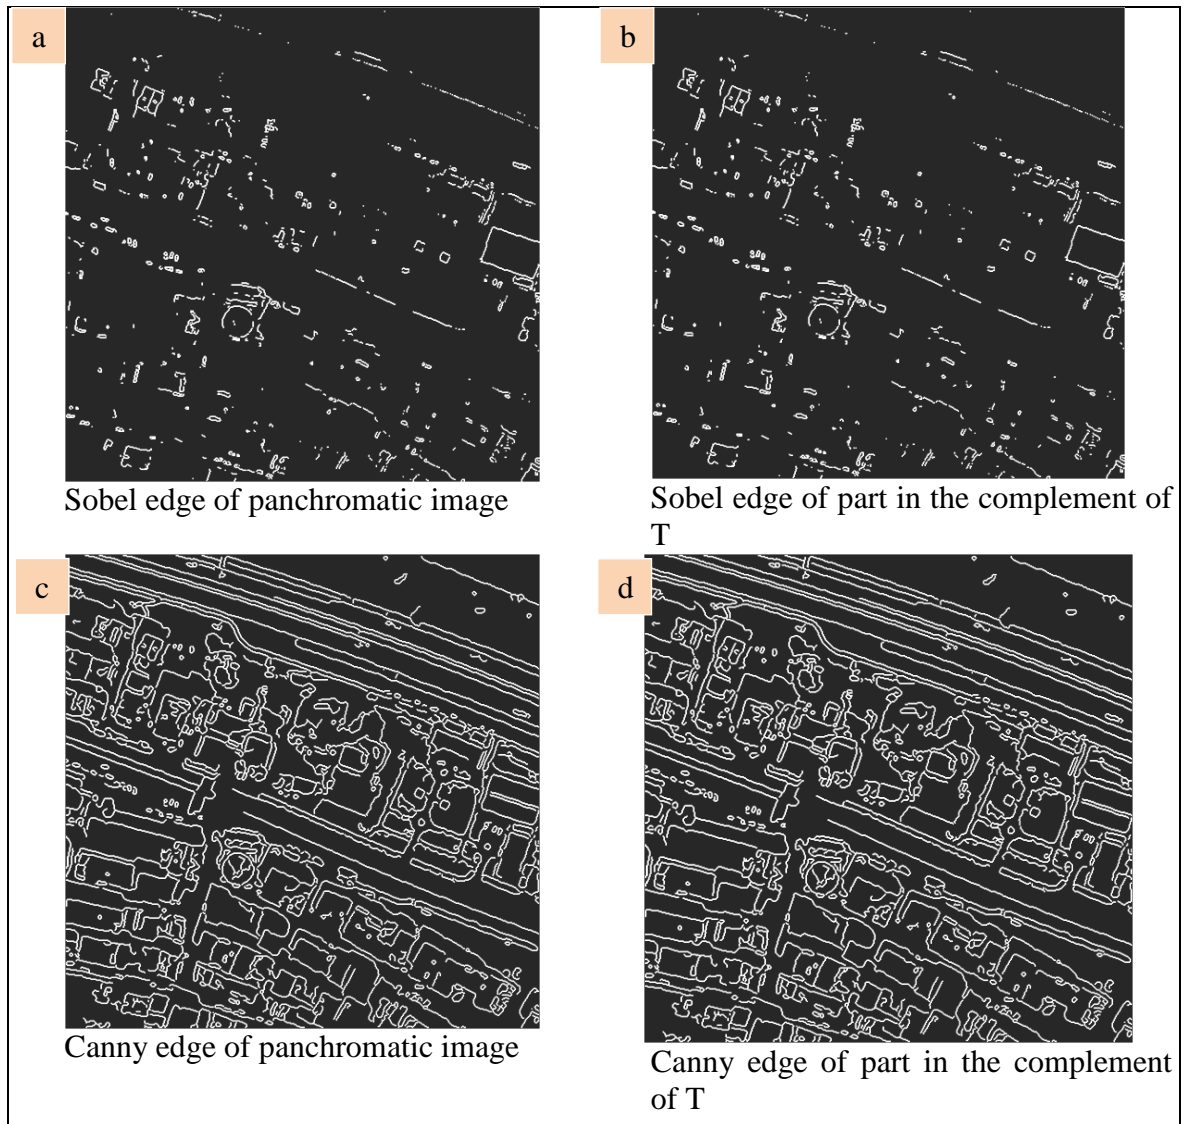 a
b
Sobel edge of panchromatic image
Sobel edge of part in the complement of
T
c
d
Canny edge of panchromatic image
Canny edge of part in the complement
of T